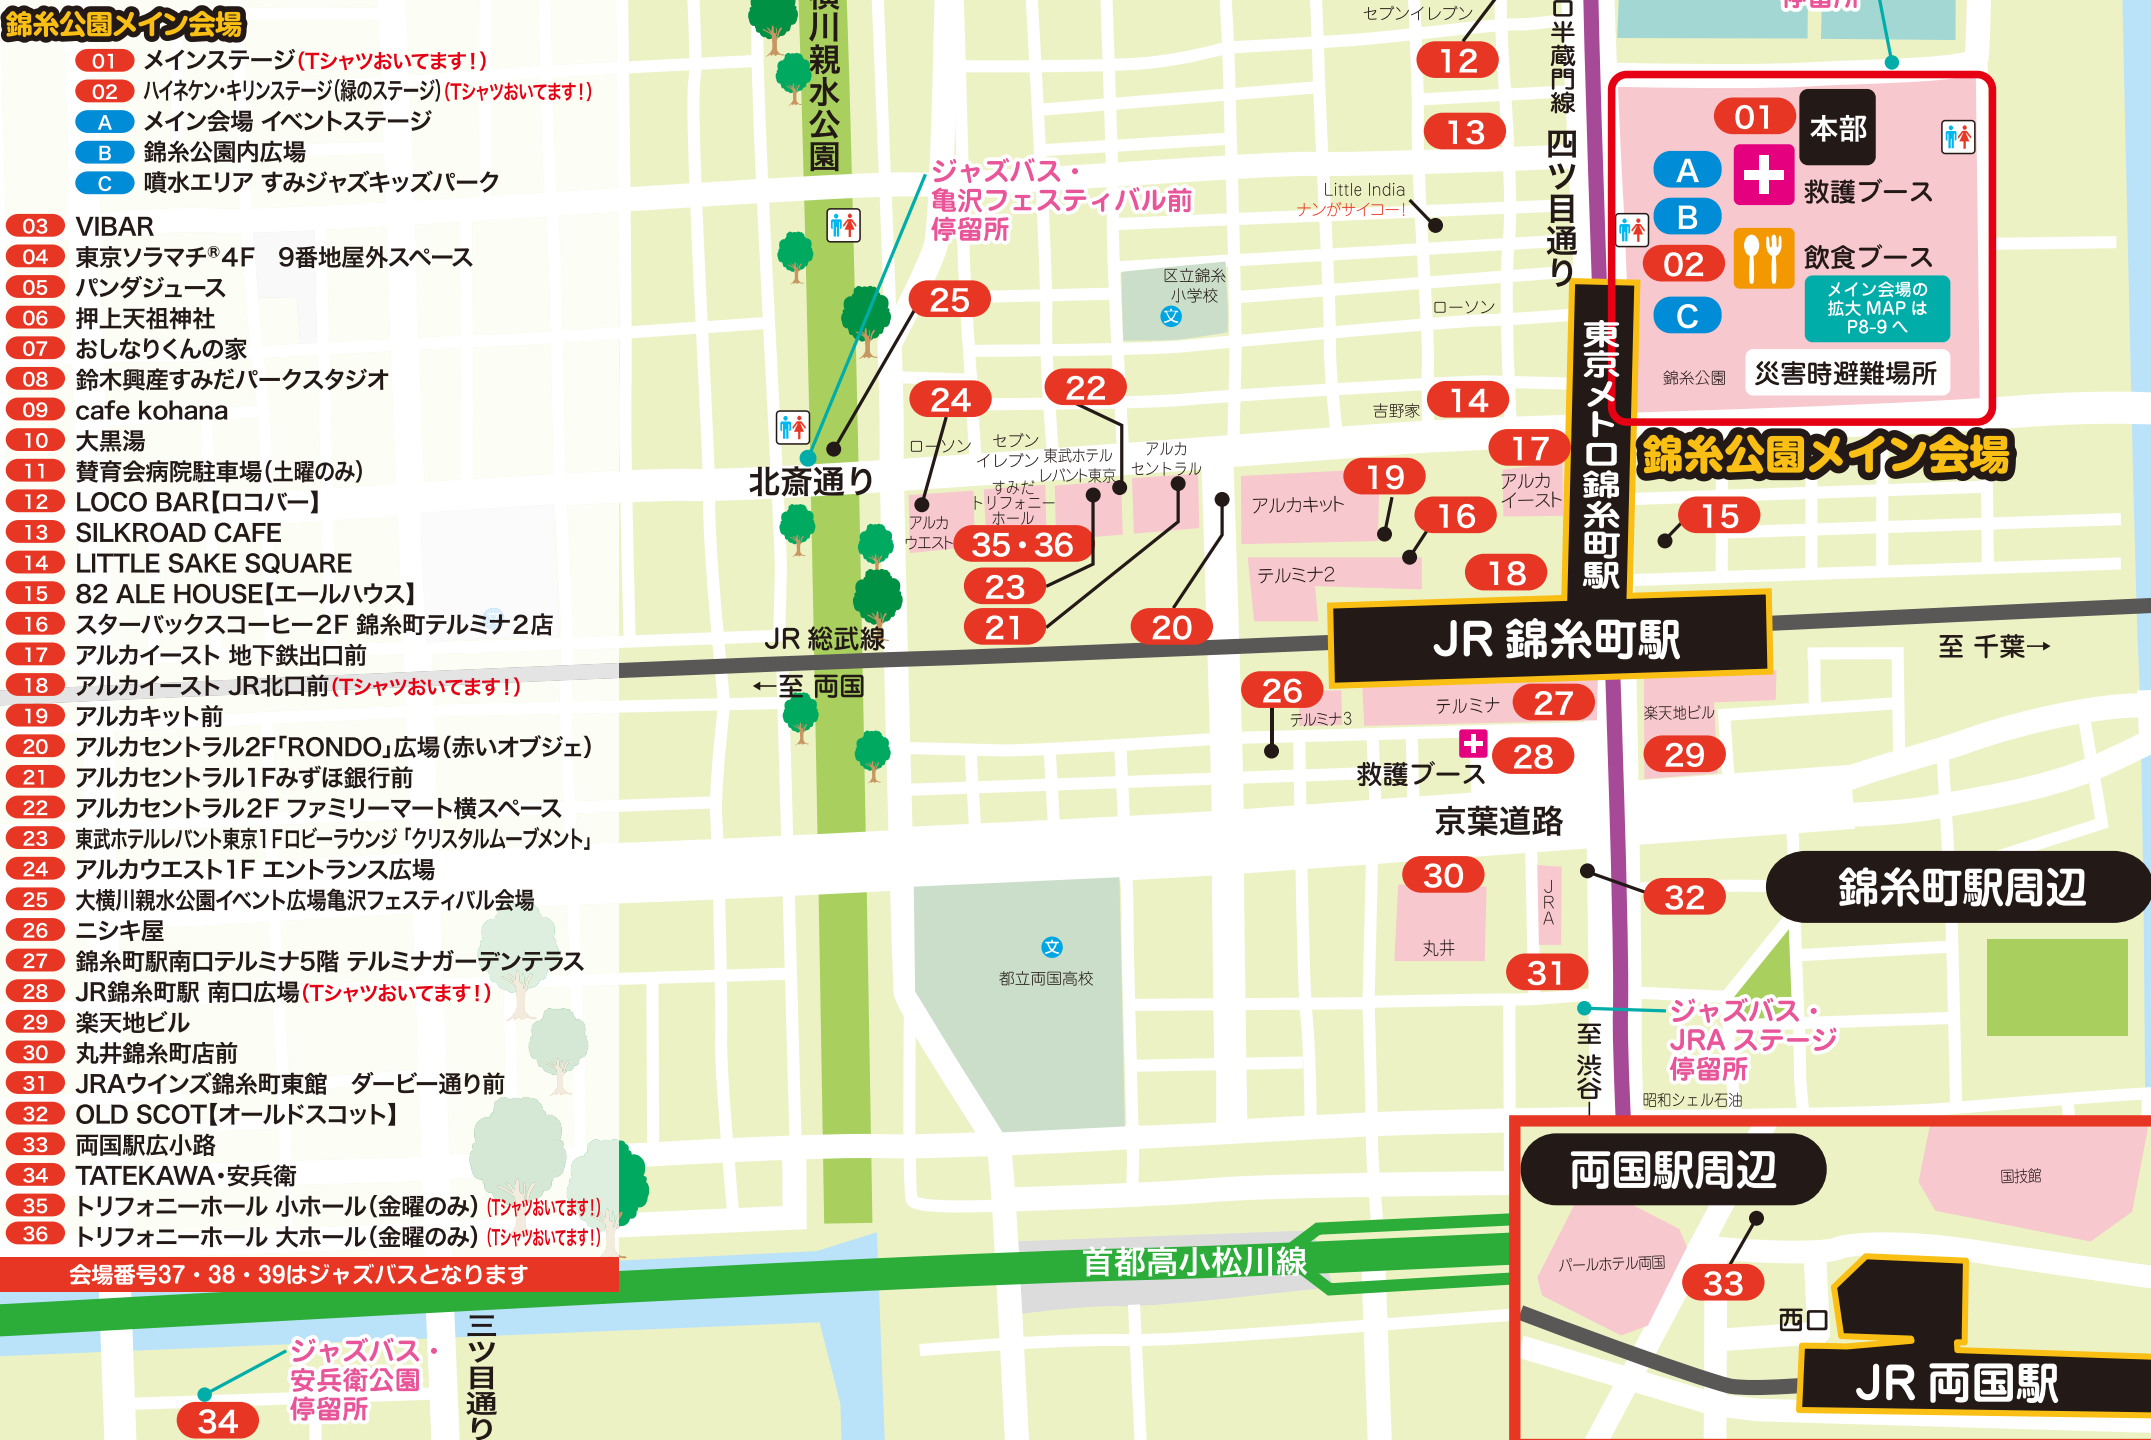 錦糸公園メイン会場
01 メインステージ(Tシャツおいてます!)
02 ハイネケン・キリンステージ(緑のステージ)(Tシャツおいてます!)
A メイン会場 イベントステージ
B 錦糸公園内広場
C 噴水エリア すみジャズキッズパーク
03 VIBAR
04 東京ソラマチ®4F 9番地屋外スペース
05 パンダジュース
06 押上天祖神社
07 おしなりくんの家
08 鈴木興産すみだパークスタジオ
09 cafe kohana
10 大黒湯
11 賛育会病院駐車場(土曜のみ)
12 LOCO BAR【ロコバー】
13 SILKROAD CAFE
14 LITTLE SAKE SQUARE
15 82 ALE HOUSE【エールハウス】
16 スターバックスコーヒー2F 錦糸町テルミナ2店
17 アルカイースト 地下鉄出口前
18 アルカイースト JR北口前(Tシャツおいてます!)
19 アルカキット前
20 アルカセントラル2F「RONDO」広場(赤いオブジェ)
21 アルカセントラル1Fみずほ銀行前
22 アルカセントラル2F ファミリーマート横スペース
23 東武ホテルレバント東京1Fロビーラウンジ「クリスタルムーブメント」
24 アルカウエスト1F エントランス広場
25 大横川親水公園イベント広場亀沢フェスティバル会場
26 ニシキ屋
27 錦糸町駅南口テルミナ5階 テルミナガーデンテラス
28 JR錦糸町駅 南口広場(Tシャツおいてます!)
29 楽天地ビル
30 丸井錦糸町店前
31 JRAウインズ錦糸町東館 ダービー通り前
32 OLD SCOT【オールドスコット】
33 両国駅広小路
34 TATEKAWA・安兵衛
35 トリフォニーホール 小ホール(金曜のみ)(Tシャツおいてます!)
36 トリフォニーホール 大ホール(金曜のみ)(Tシャツおいてます!)
会場番号37・38・39はジャズバスとなります
横川親水公園
ジャズバス・
亀沢フェスティバル前
停留所
25
24
22
ローソン
セブン
イレブン
東武ホテル
レバント東京
アルカ
セントラル
北斎通り
アルカ
ウエスト
すみだ
トリフォニー
ホール
35・36
23
21
20
JR 総武線
←至 両国
セブンイレブン
12
13
Little India
ナンがサイコー!
区立錦糸
小学校
文
ローソン
吉野家
14
17
アルカ
イースト
19
アルカキット
16
テルミナ2
18
ロ半蔵門線
四ツ目通り
停留所
01
本部
A
救護ブース
B
02
飲食ブース
C
メイン会場の
拡大 MAP は
P8-9 へ
錦糸公園
災害時避難場所
錦糸公園メイン会場
東京メトロ錦糸町駅
15
JR 錦糸町駅
至 千葉→
26
テルミナ3
テルミナ
27
楽天地ビル
救護ブース
28
29
京葉道路
30
丸井
JRA
32
31
錦糸町駅周辺
文
都立両国高校
ジャズバス・
JRA ステージ
停留所
至 渋谷
昭和シェル石油
首都高小松川線
両国駅周辺
国技館
パールホテル両国
33
西口
JR 両国駅
ジャズバス・
安兵衛公園
停留所
34
三ツ目通り